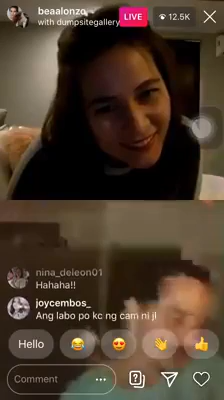 beaalonzo
LIVE
12.5K
with dumpsitegallery
nina_deleon01
Hahaha!!
joycembos_
Ang labo po kc ng cam ni jl
Hello
Comment